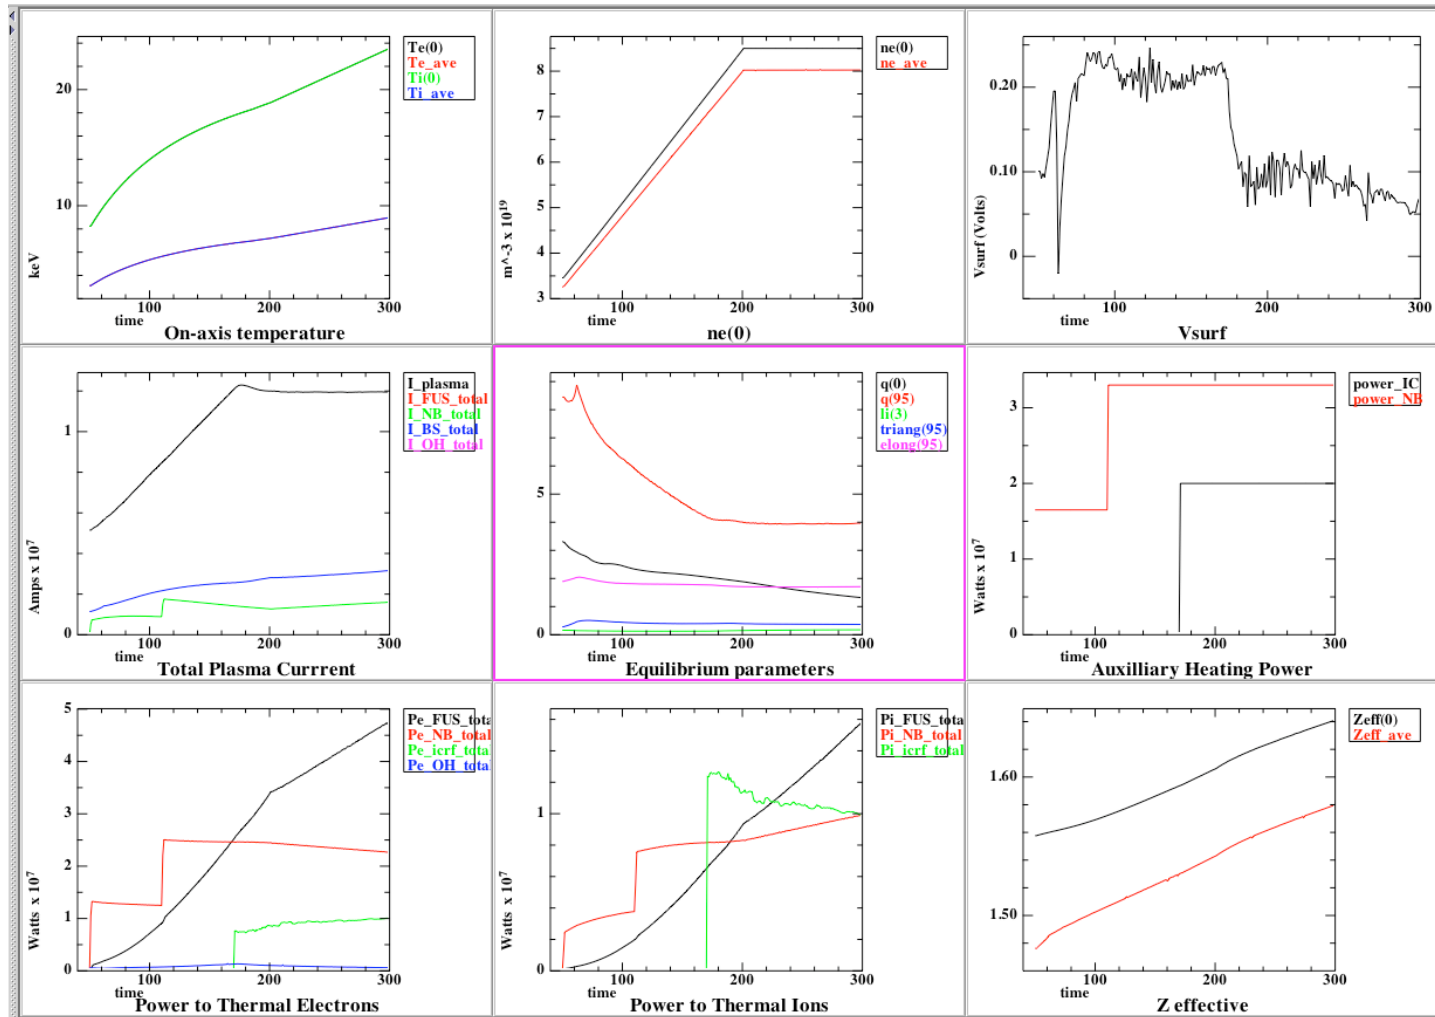 Te(0)
Te_ave
Ti(0)
Ti_ave
20
10
keV
100
200
300
time
On-axis temperature
ne(0)
ne_ave
8
7
6
5
4
3
m^-3 x 10^19
100
200
300
time
ne(0)
0.20
0.10
0
Vsurf (Volts)
100
200
300
time
Vsurf
I_plasma
I_FUS_total
I_NB_total
I_BS_total
I_OH_total
1
0
Amps x 10^7
100
200
300
time
Total Plasma Currrent
q(0)
q(95)
li(3)
triang(95)
elong(95)
5
0
100
200
300
time
Equilibrium parameters
power_IC
power_NB
3
2
1
0
Watts x 10^7
100
200
300
time
Auxilliary Heating Power
Pe_FUS_tota
Pe_NB_total
Pe_icrf_tota
Pe_OH_total
5
4
3
2
1
0
Watts x 10^7
100
200
300
time
Power to Thermal Electrons
Pi_FUS_tota
Pi_NB_total
Pi_icrf_total
1
0
Watts x 10^7
100
200
300
time
Power to Thermal Ions
Zeff(0)
Zeff_ave
1.60
1.50
100
200
300
time
Z effective